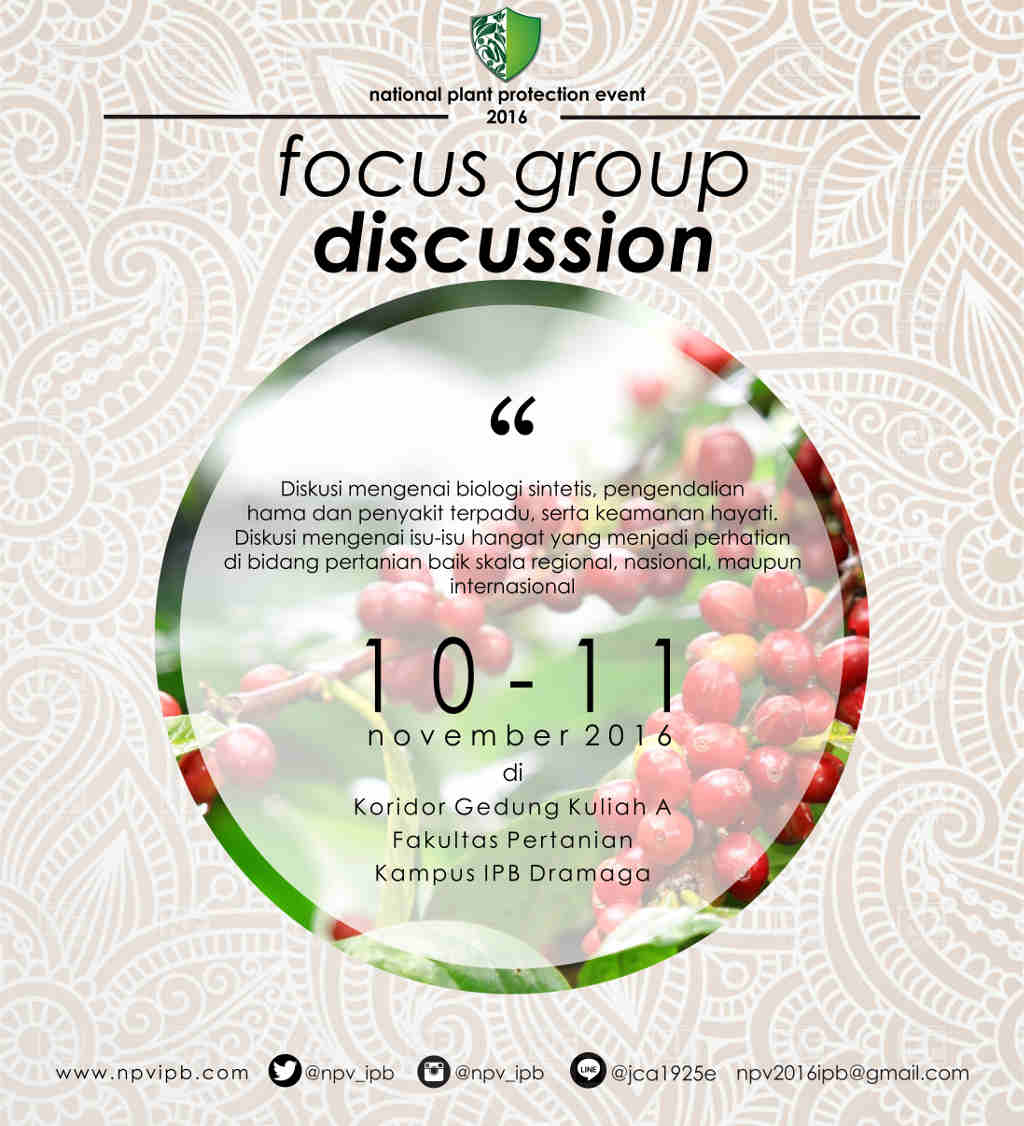 national plant protection event
2016
focus group
discussion
“
Diskusi mengenai biologi sintetis, pengendalian
hama dan penyakit terpadu, serta keamanan hayati.
Diskusi mengenai isu-isu hangat yang menjadi perhatian
di bidang pertanian baik skala regional, nasional, maupun
internasional
10-11
november 2016
di
Koridor Gedung Kuliah A
Fakultas Pertanian
Kampus IPB Dramaga
www.npvipb.com @npv_ipb @npv_ipb LINE @jca1925e npv2016ipb@gmail.com